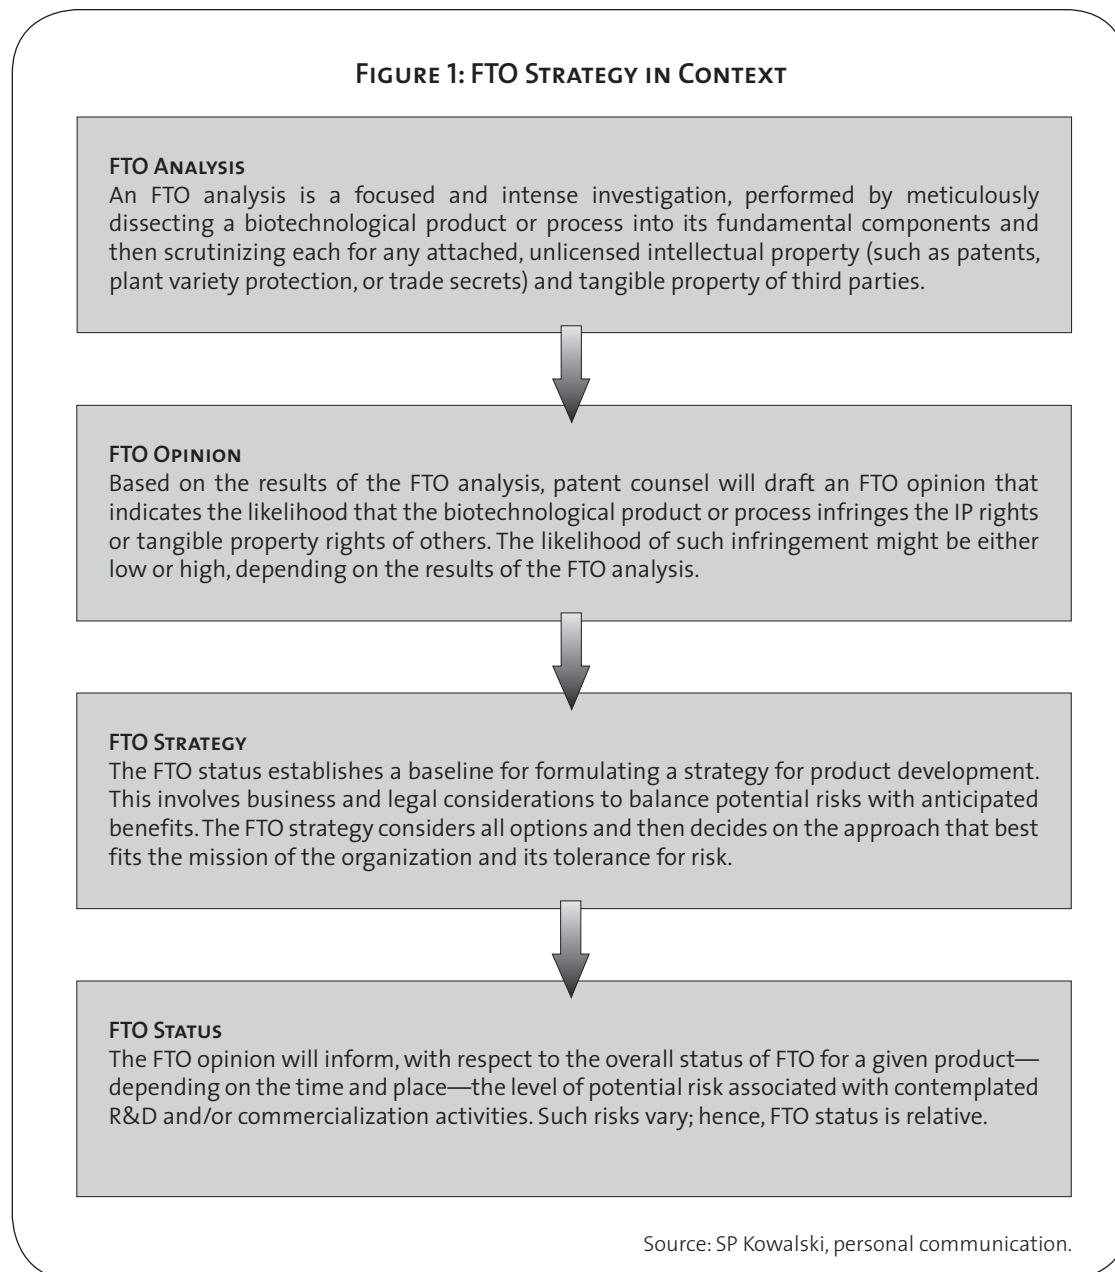 FIGURE 1: FTO STRATEGY IN CONTEXT
FTO ANALYSIS
An FTO analysis is a focused and intense investigation, performed by meticulously
dissecting a biotechnological product or process into its fundamental components and
then scrutinizing each for any attached, unlicensed intellectual property (such as patents,
plant variety protection, or trade secrets) and tangible property of third parties.
FTO OPINION
Based on the results of the FTO analysis, patent counsel will draft an FTO opinion that
indicates the likelihood that the biotechnological product or process infringes the IP rights
or tangible property rights of others. The likelihood of such infringement might be either
low or high, depending on the results of the FTO analysis.
FTO STRATEGY
The FTO status establishes a baseline for formulating a strategy for product development.
This involves business and legal considerations to balance potential risks with anticipated
benefits. The FTO strategy considers all options and then decides on the approach that best
fits the mission of the organization and its tolerance for risk.
FTO STATUS
The FTO opinion will inform, with respect to the overall status of FTO for a given product—
depending on the time and place—the level of potential risk associated with contemplated
R&D and/or commercialization activities. Such risks vary; hence, FTO status is relative.
Source: SP Kowalski, personal communication.